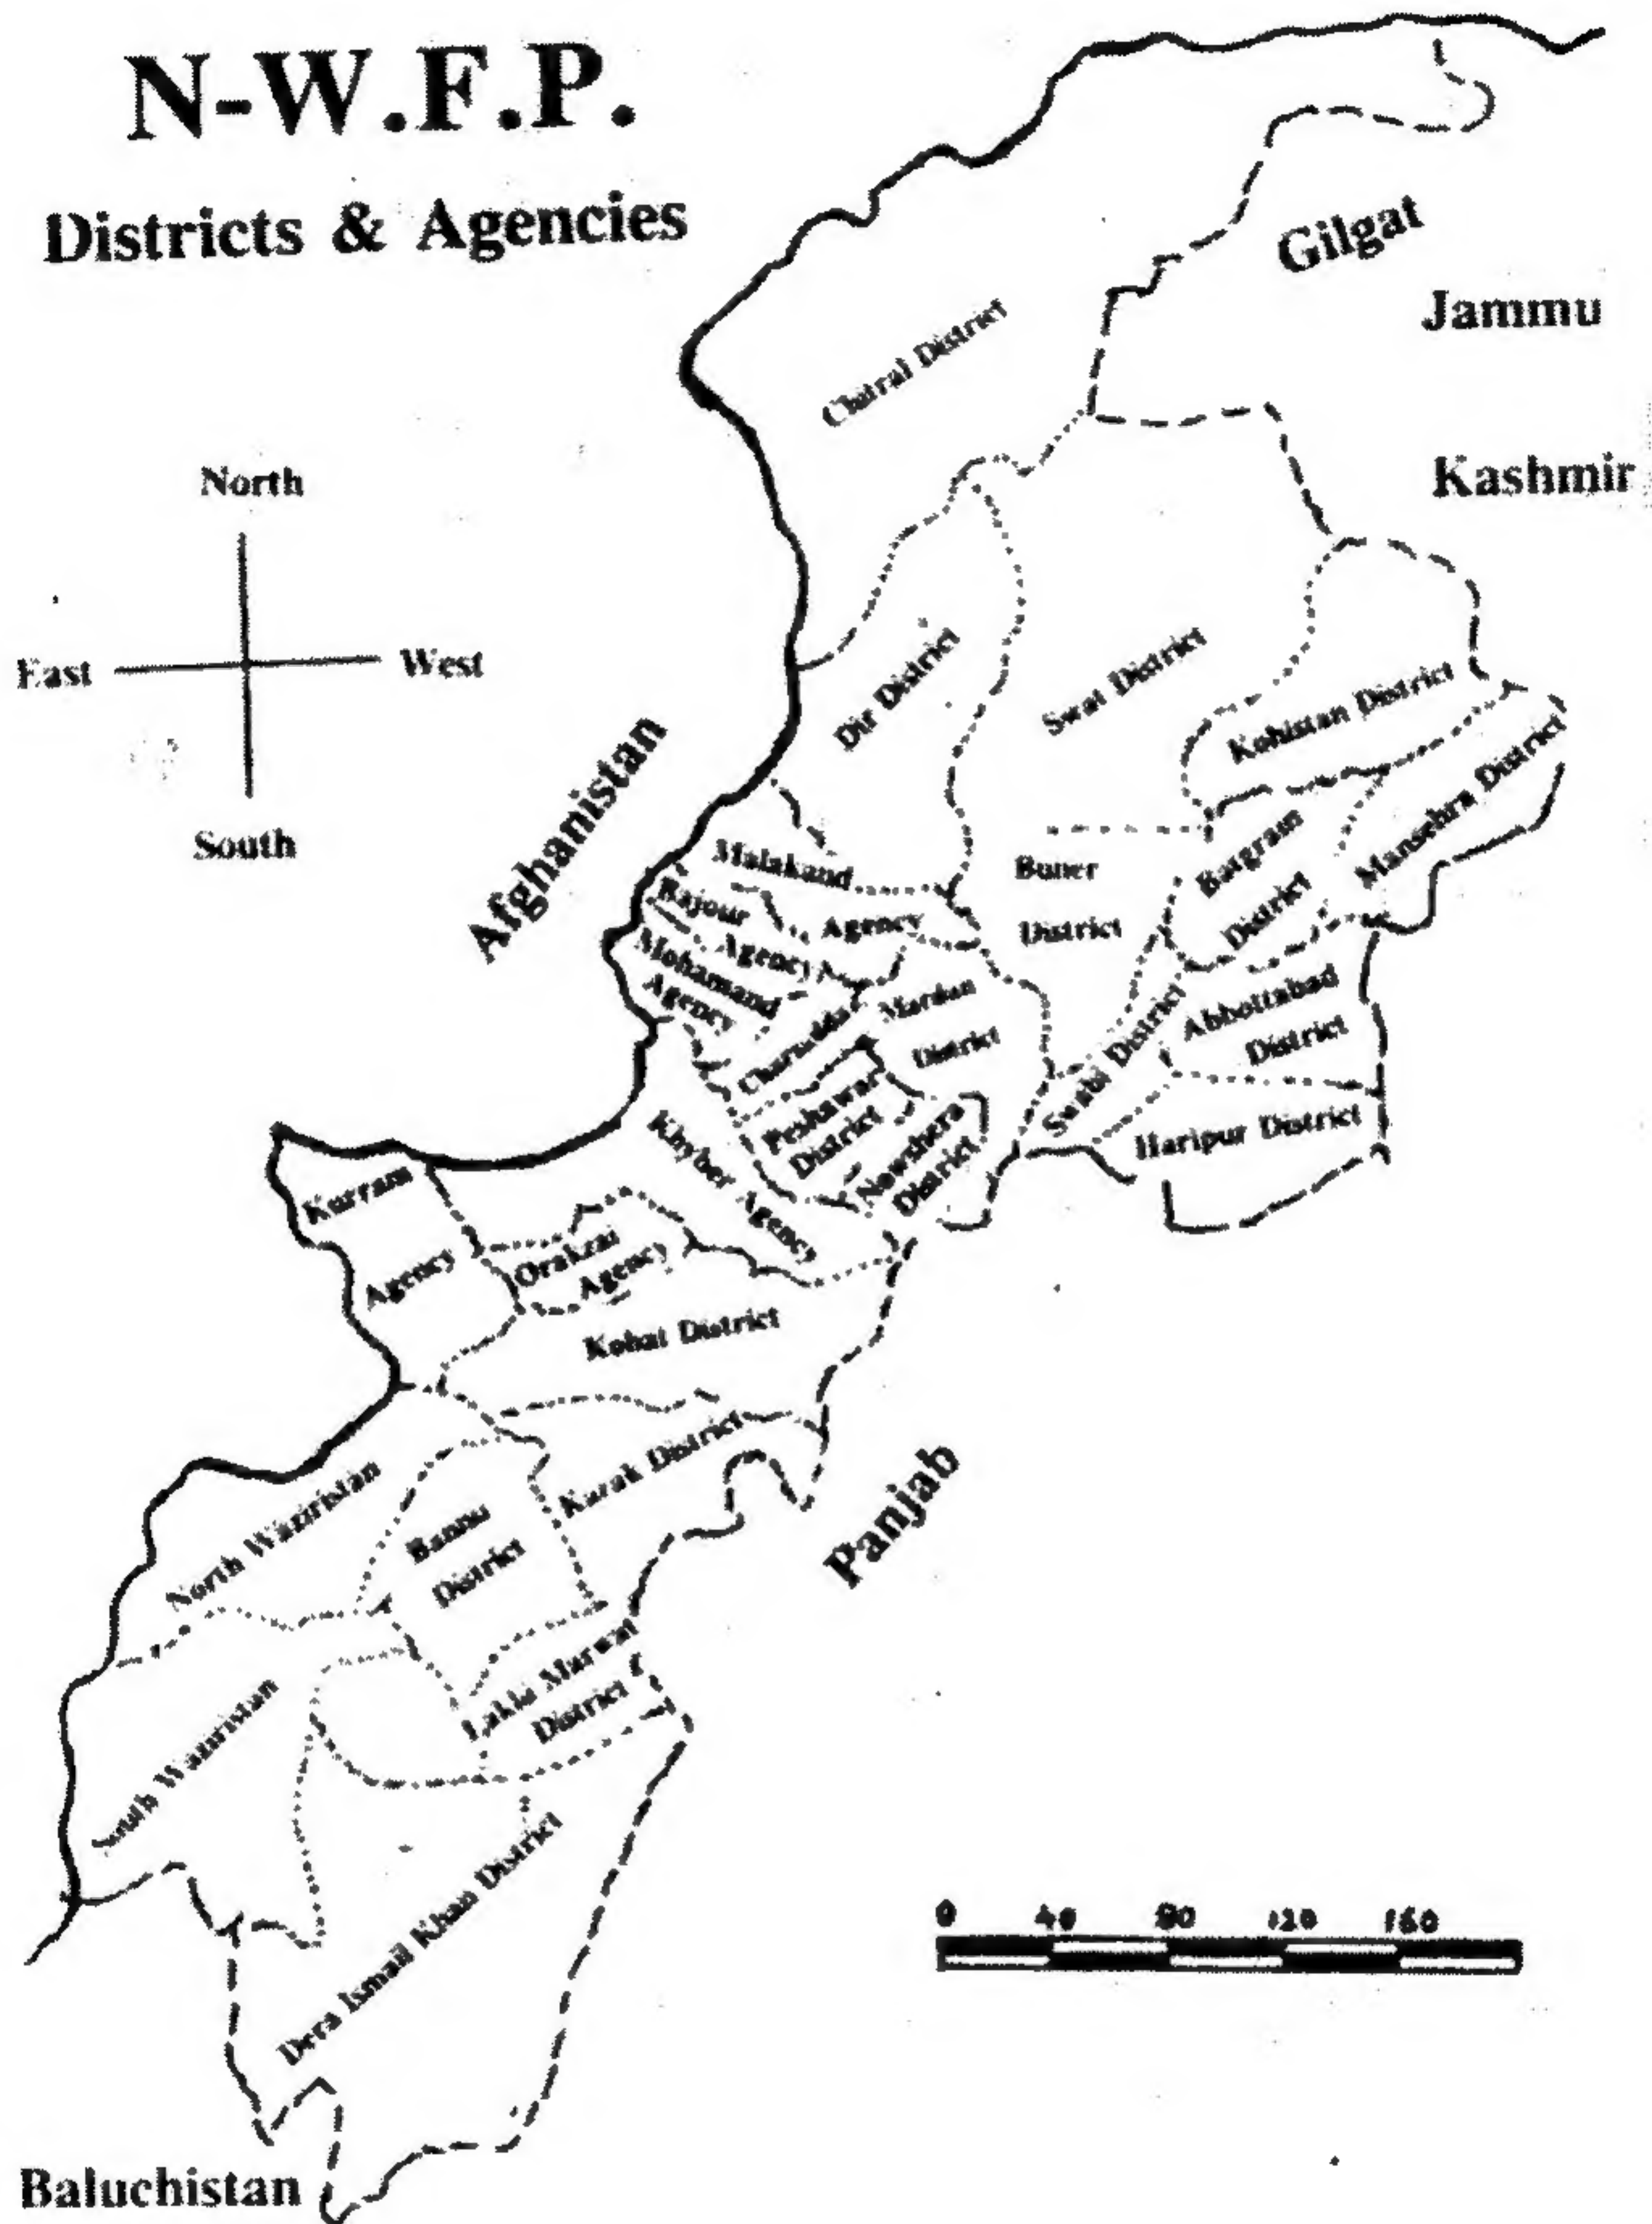 N-W.F.P.
Districts & Agencies
Gilgat
Jammu
Kashmir
Chitral District
North
East
West
South
Afghanistan
Dir District
Swat District
Kohistan District
Mansehra District
Batgram
District
Buner
District
Malakand
Agency
Bajour
Agency
Mohamand
Agency
Charsadda
Mardan
District
Swabi District
Abbottabad
District
Haripur District
Peshawar
District
Nowshera
District
Khyber Agency
Kurram
Agency
Orakzai
Agency
Kohat District
Karak District
Panjab
North Waziristan
Bannu
District
Lakki Marwat
District
South Waziristan
Dera Ismail Khan District
0 40 80 120 160
Baluchistan